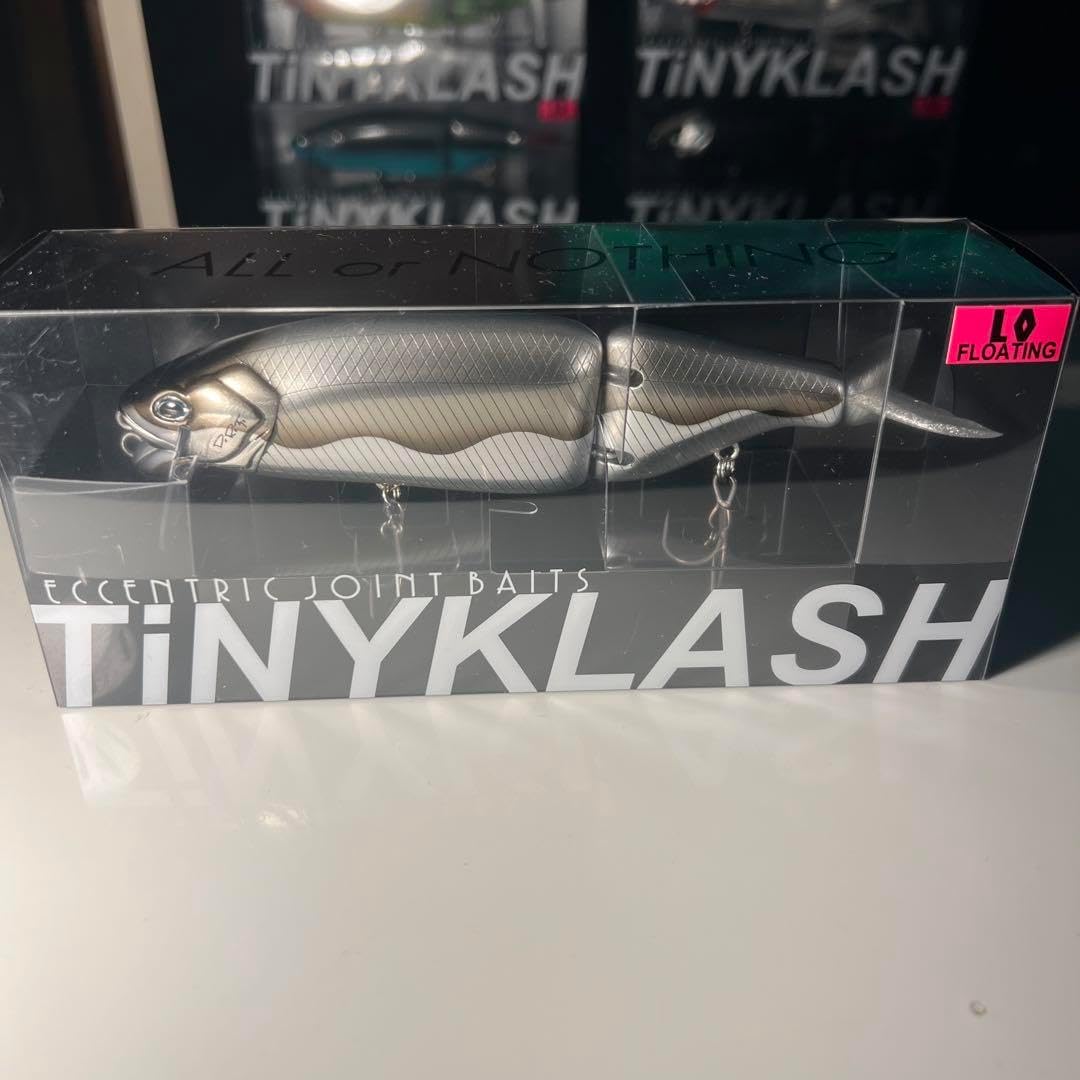 TiNYKLASH
TiNYKLASH
TiNYKLASH
TiNYKLASH
ALL or NOTHING
LO
FLOATING
D.R.T.
ECCENTRIC JOINT BAITS
TiNYKLASH